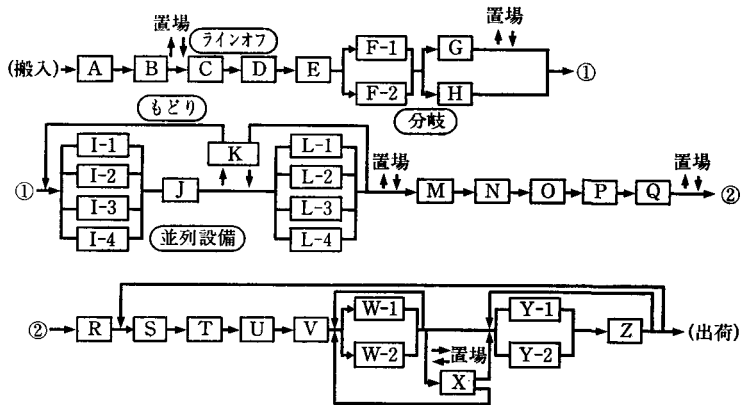 置場
ラインオフ
(搬入) A B C D E F-1 F-2 G H ①
分岐
もどり
K
① I-1 I-2 I-3 I-4 J L-1 L-2 L-3 L-4 置場 M N O P Q 置場 ②
並列設備
② R S T U V W-1 W-2 置場 X Y-1 Y-2 Z (出荷)
置場